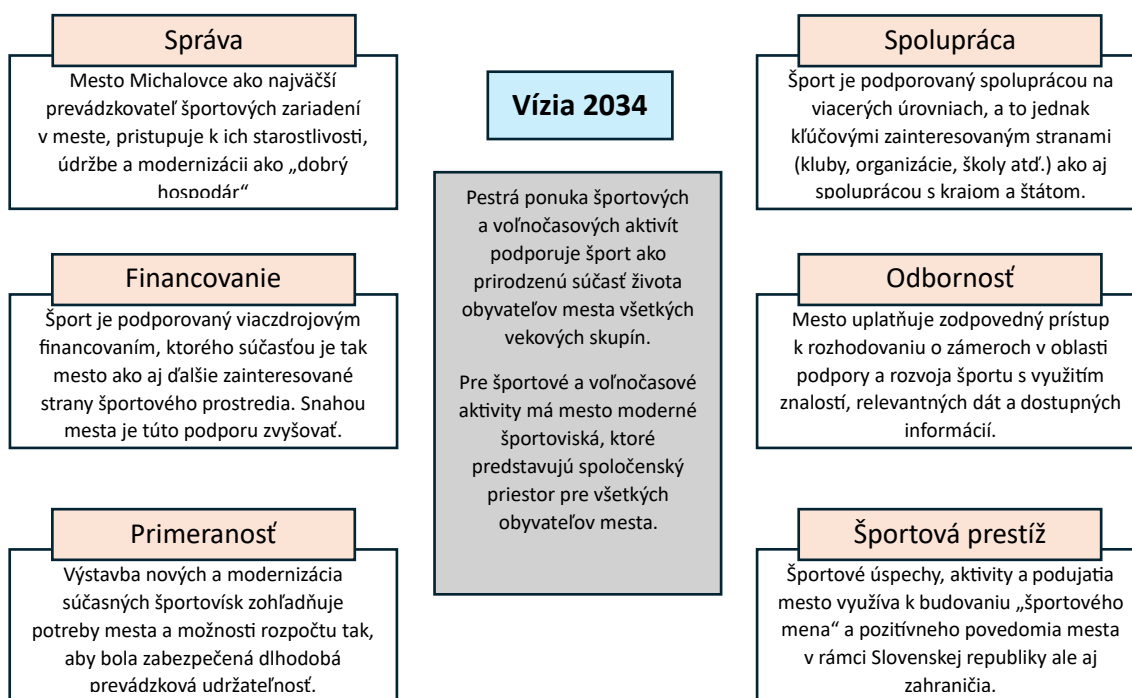 Správa
Mesto Michalovce ako najväčší
prevádzkovateľ športových zariadení
v meste, pristupuje k ich starostlivosti,
údržbe a modernizácii ako „dobrý
hospodár“
Financovanie
Šport je podporovaný viaczdrojovým
financovaním, ktorého súčasťou je tak
mesto ako aj ďalšie zainteresované
strany športového prostredia. Snahou
mesta je túto podporu zvyšovať.
Primeranosť
Výstavba nových a modernizácia
súčasných športovísk zohľadňuje
potreby mesta a možnosti rozpočtu tak,
aby bola zabezpečená dlhodobá
prevádzková udržateľnosť.
Vízia 2034
Pestrá ponuka športových
a voľnočasových aktivít
podporuje šport ako
prirodzenú súčasť života
obyvateľov mesta všetkých
vekových skupín.
Pre športové a voľnočasové
aktivity má mesto moderné
športoviská, ktoré
predstavujú spoločenský
priestor pre všetkých
obyvateľov mesta.
Spolupráca
Šport je podporovaný spoluprácou na
viacerých úrovniach, a to jednak
kľúčovými zainteresovaným stranami
(kluby, organizácie, školy atď.) ako aj
spoluprácou s krajom a štátom.
Odbornosť
Mesto uplatňuje zodpovedný prístup
k rozhodovaniu o zámeroch v oblasti
podpory a rozvoja športu s využitím
znalostí, relevantných dát a dostupných
informácií.
Športová prestíž
Športové úspechy, aktivity a podujatia
mesto využíva k budovaniu „športového
mena“ a pozitívneho povedomia mesta
v rámci Slovenskej republiky ale aj
zahraničia.